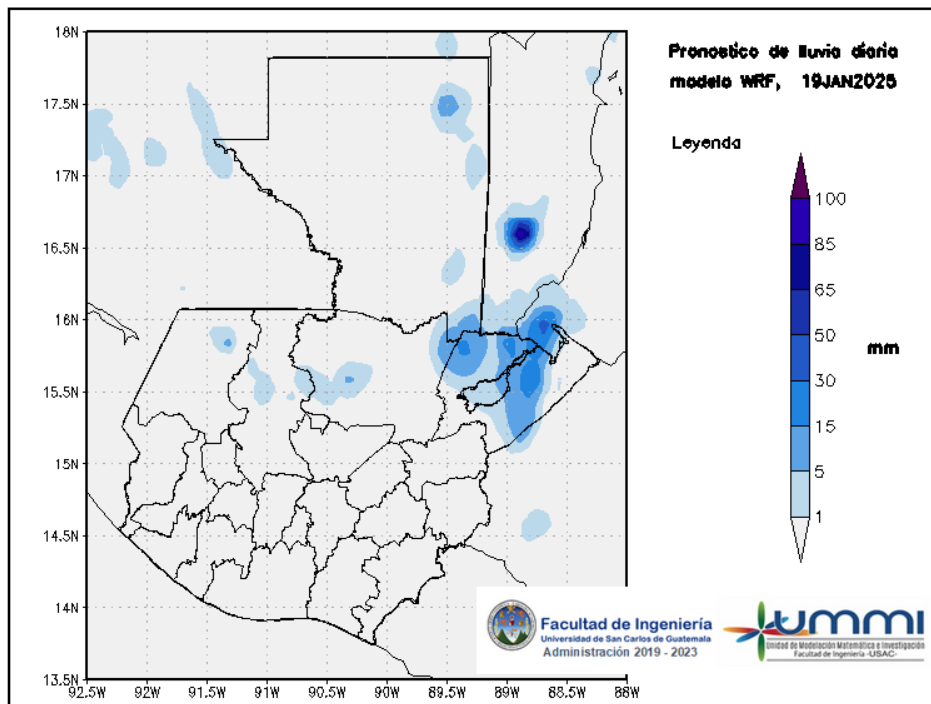 Pronostico de lluvia diaria
modelo WRF, 19JAN2025
Leyenda
100
85
65
50
30
15
5
1
mm
18N
17.5N
17N
16.5N
16N
15.5N
15N
14.5N
14N
13.5N
92.5W
92W
91.5W
91W
90.5W
90W
89.5W
89W
88.5W
88W
Facultad de Ingeniería
Universidad de San Carlos de Guatemala
Administración 2019 - 2023
UMMI
Unidad de Modelación Matemática e Investigación
Facultad de Ingeniería -USAC-